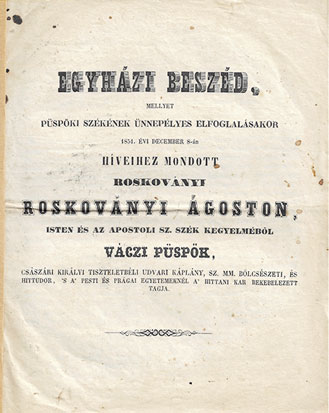 EGYHÁZI BESZÉD,
MELLYET
PÜSPÖKI SZÉKÉNEK ÜNNEPÉLYES ELFOGLALÁSAKOR
1851. ÉVI DECEMBER 8-án
HÍVEIHEZ MONDOTT
ROSKOVÁNYI
ROSKOVÁNYI ÁGOSTON,
ISTEN ÉS AZ APOSTOLI SZ. SZÉK KEGYELMÉBŐL
VÁCZI PÜSPÖK,
CSÁSZÁRI KIRÁLYI TISZTELETBÉLI UDVARI KÁPLÁNY, SZ. MM. BÖLCSÉSZETI, ÉS
HITTUDOR, 'S A' PESTI ÉS PRÁGAI EGYETEMEKNÉL A' HITTANI KAR BEKEBELEZETT
TAGJA.